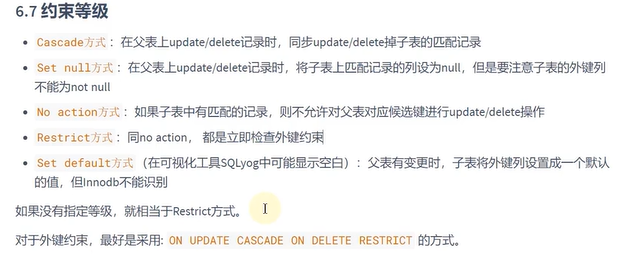 6.7 约束等级
Cascade方式：在父表上update/delete记录时，同步update/delete掉子表的匹配记录
Set null方式：在父表上update/delete记录时，将子表上匹配记录的列设为null，但是要注意子表的外键列
不能为not null
No action方式：如果子表中有匹配的记录，则不允许对父表对应候选键进行update/delete操作
Restrict方式：同no action， 都是立即检查外键约束
Set default方式（在可视化工具SQLyog中可能显示空白）：父表有变更时，子表将外键列设置成一个默认
的值，但Innodb不能识别
如果没有指定等级，就相当于Restrict方式。
对于外键约束，最好是采用: ON UPDATE CASCADE ON DELETE RESTRICT 的方式。